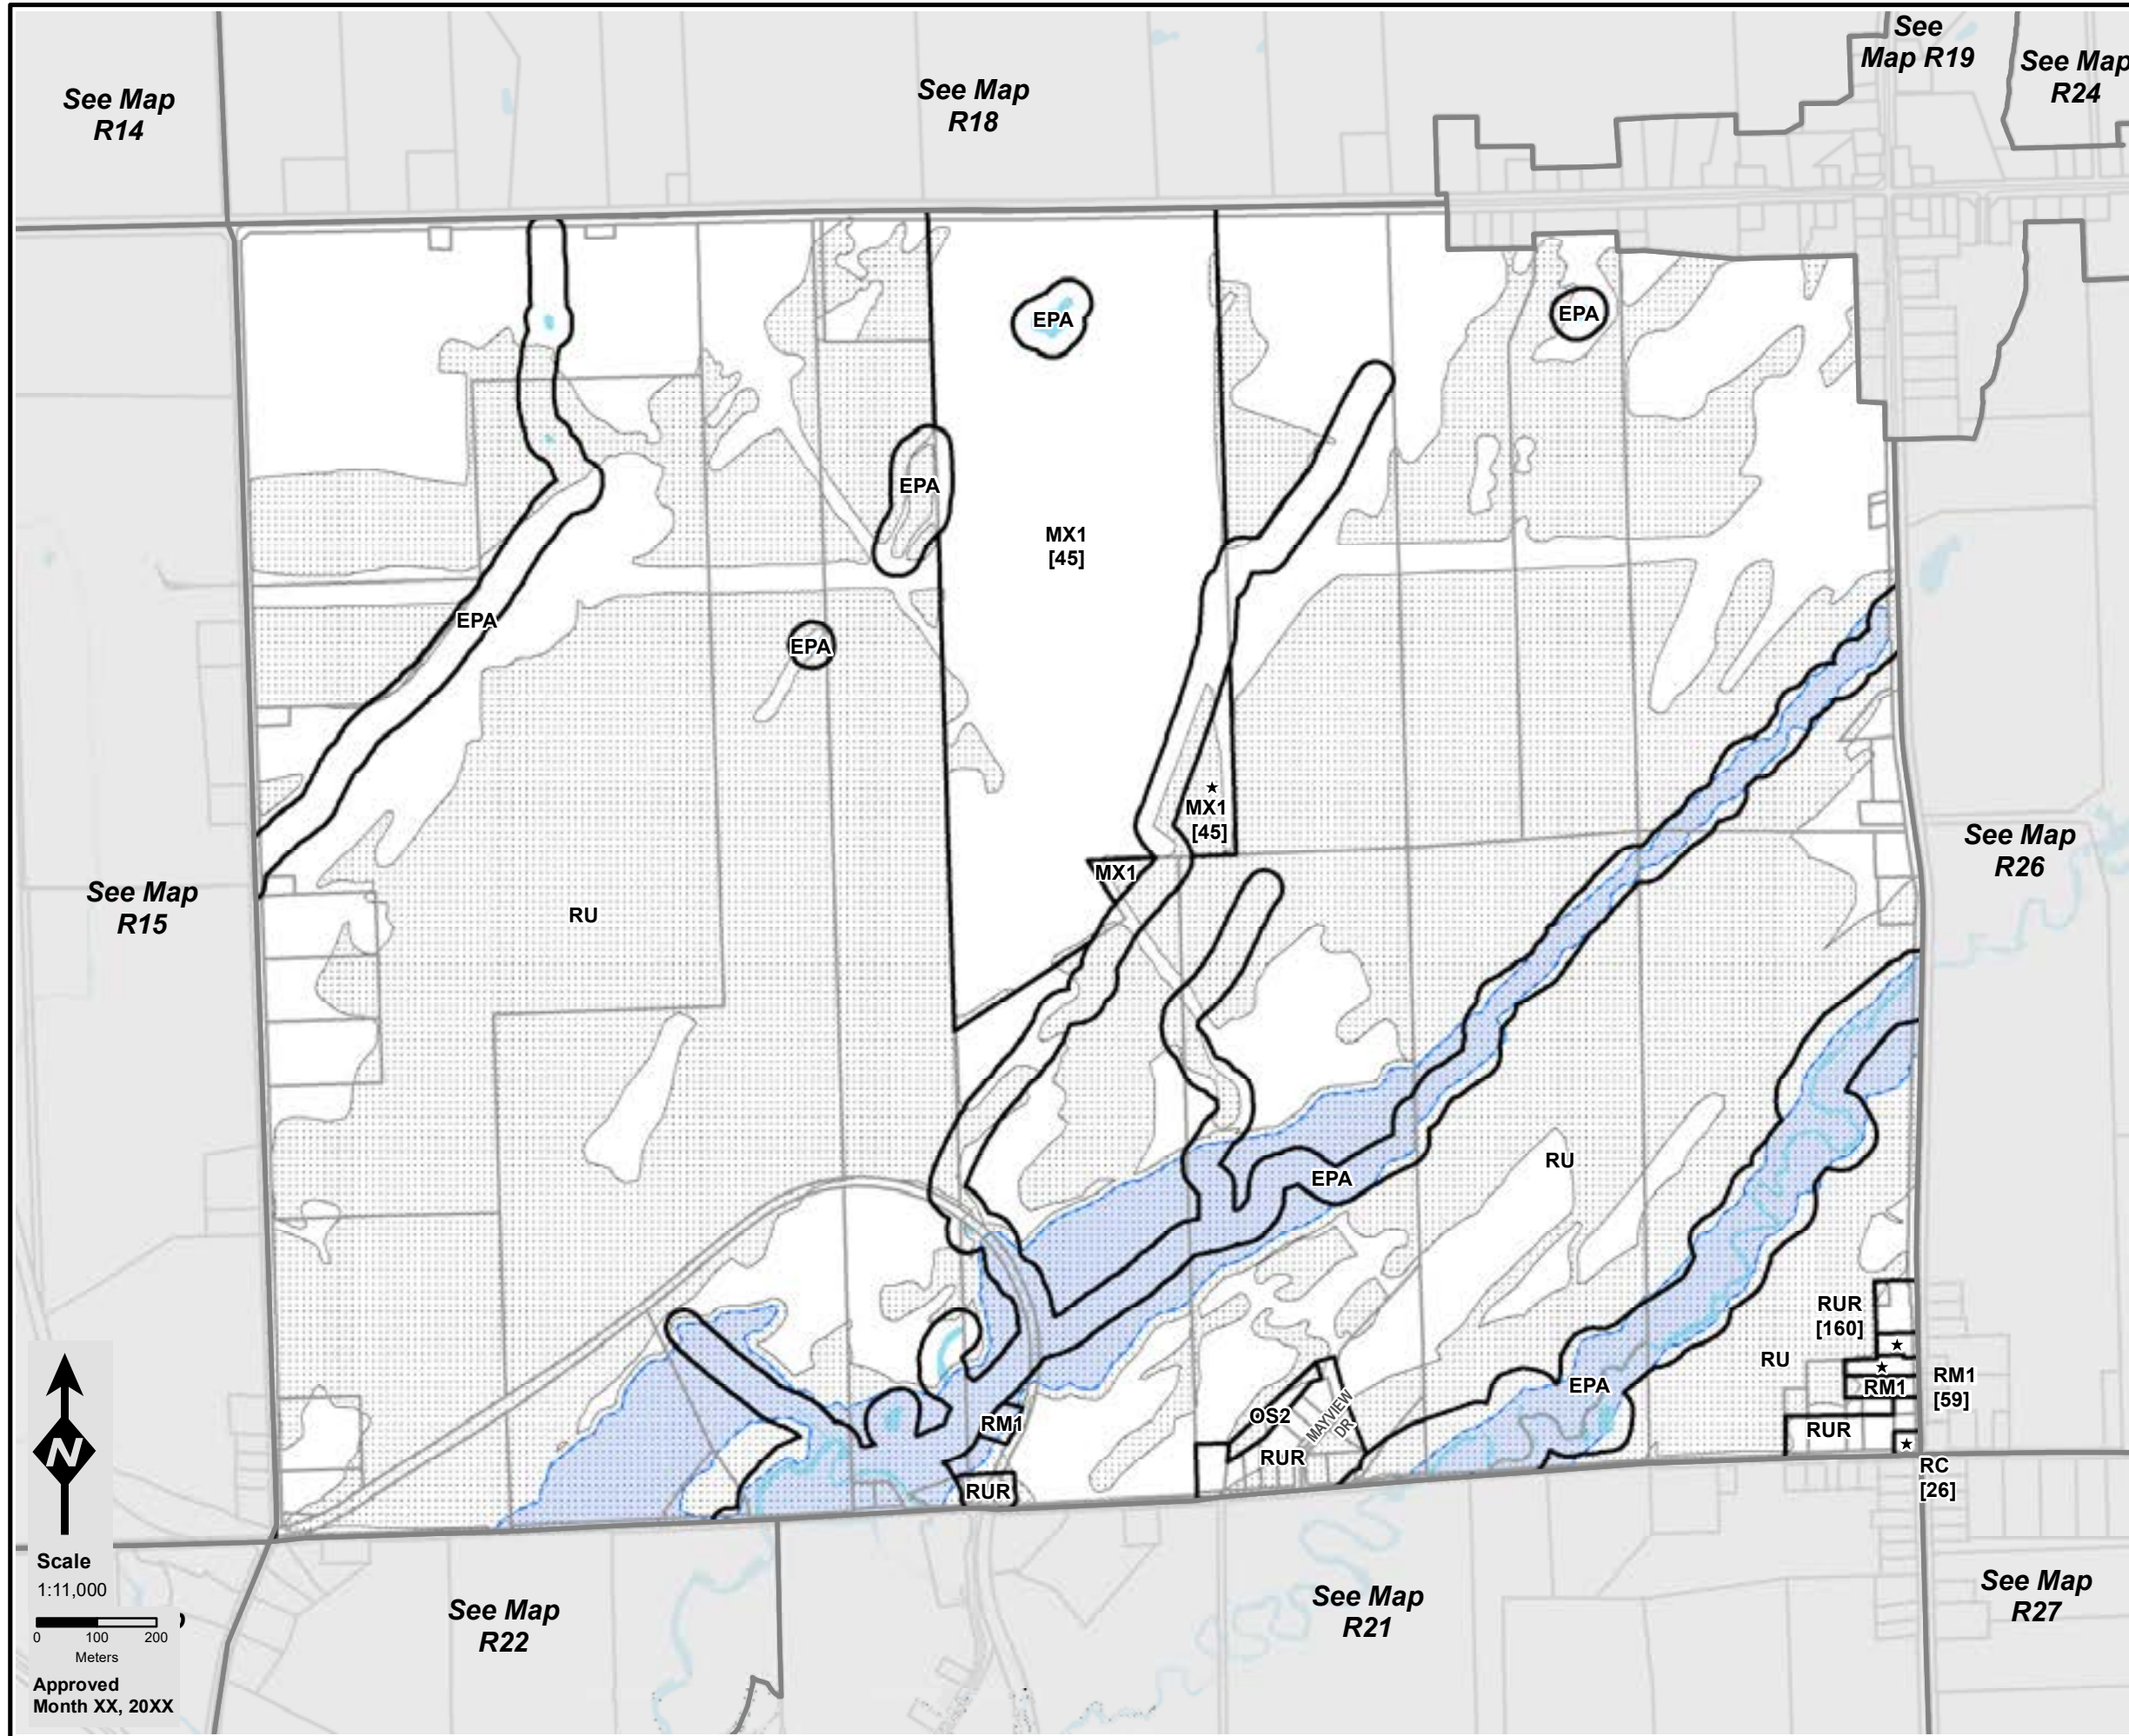 See
Map R19
See Map
R24
See Map
R14
See Map
R18
EPA
EPA
EPA
MX1
[45]
EPA
EPA
★
MX1
[45]
MX1
See Map
R26
See Map
R15
RU
RU
EPA
RUR
[160]
★
RU
★
RM1
RM1
[59]
EPA
OS2
MAYVIEW
DR
RM1
RUR
RUR
★
RUR
RC
[26]
N
Scale
1:11,000
0 100 200
Meters
Approved
Month XX, 20XX
See Map
R22
See Map
R21
See Map
R27